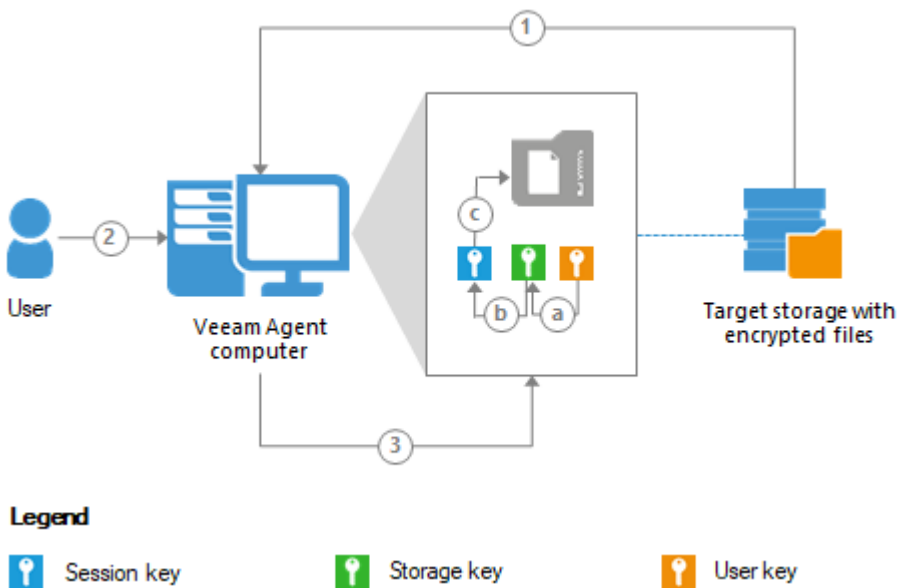 1
c
2
b
a
User
Veeam Agent
computer
Target storage with
encrypted files
3
Legend
Session key
Storage key
User key